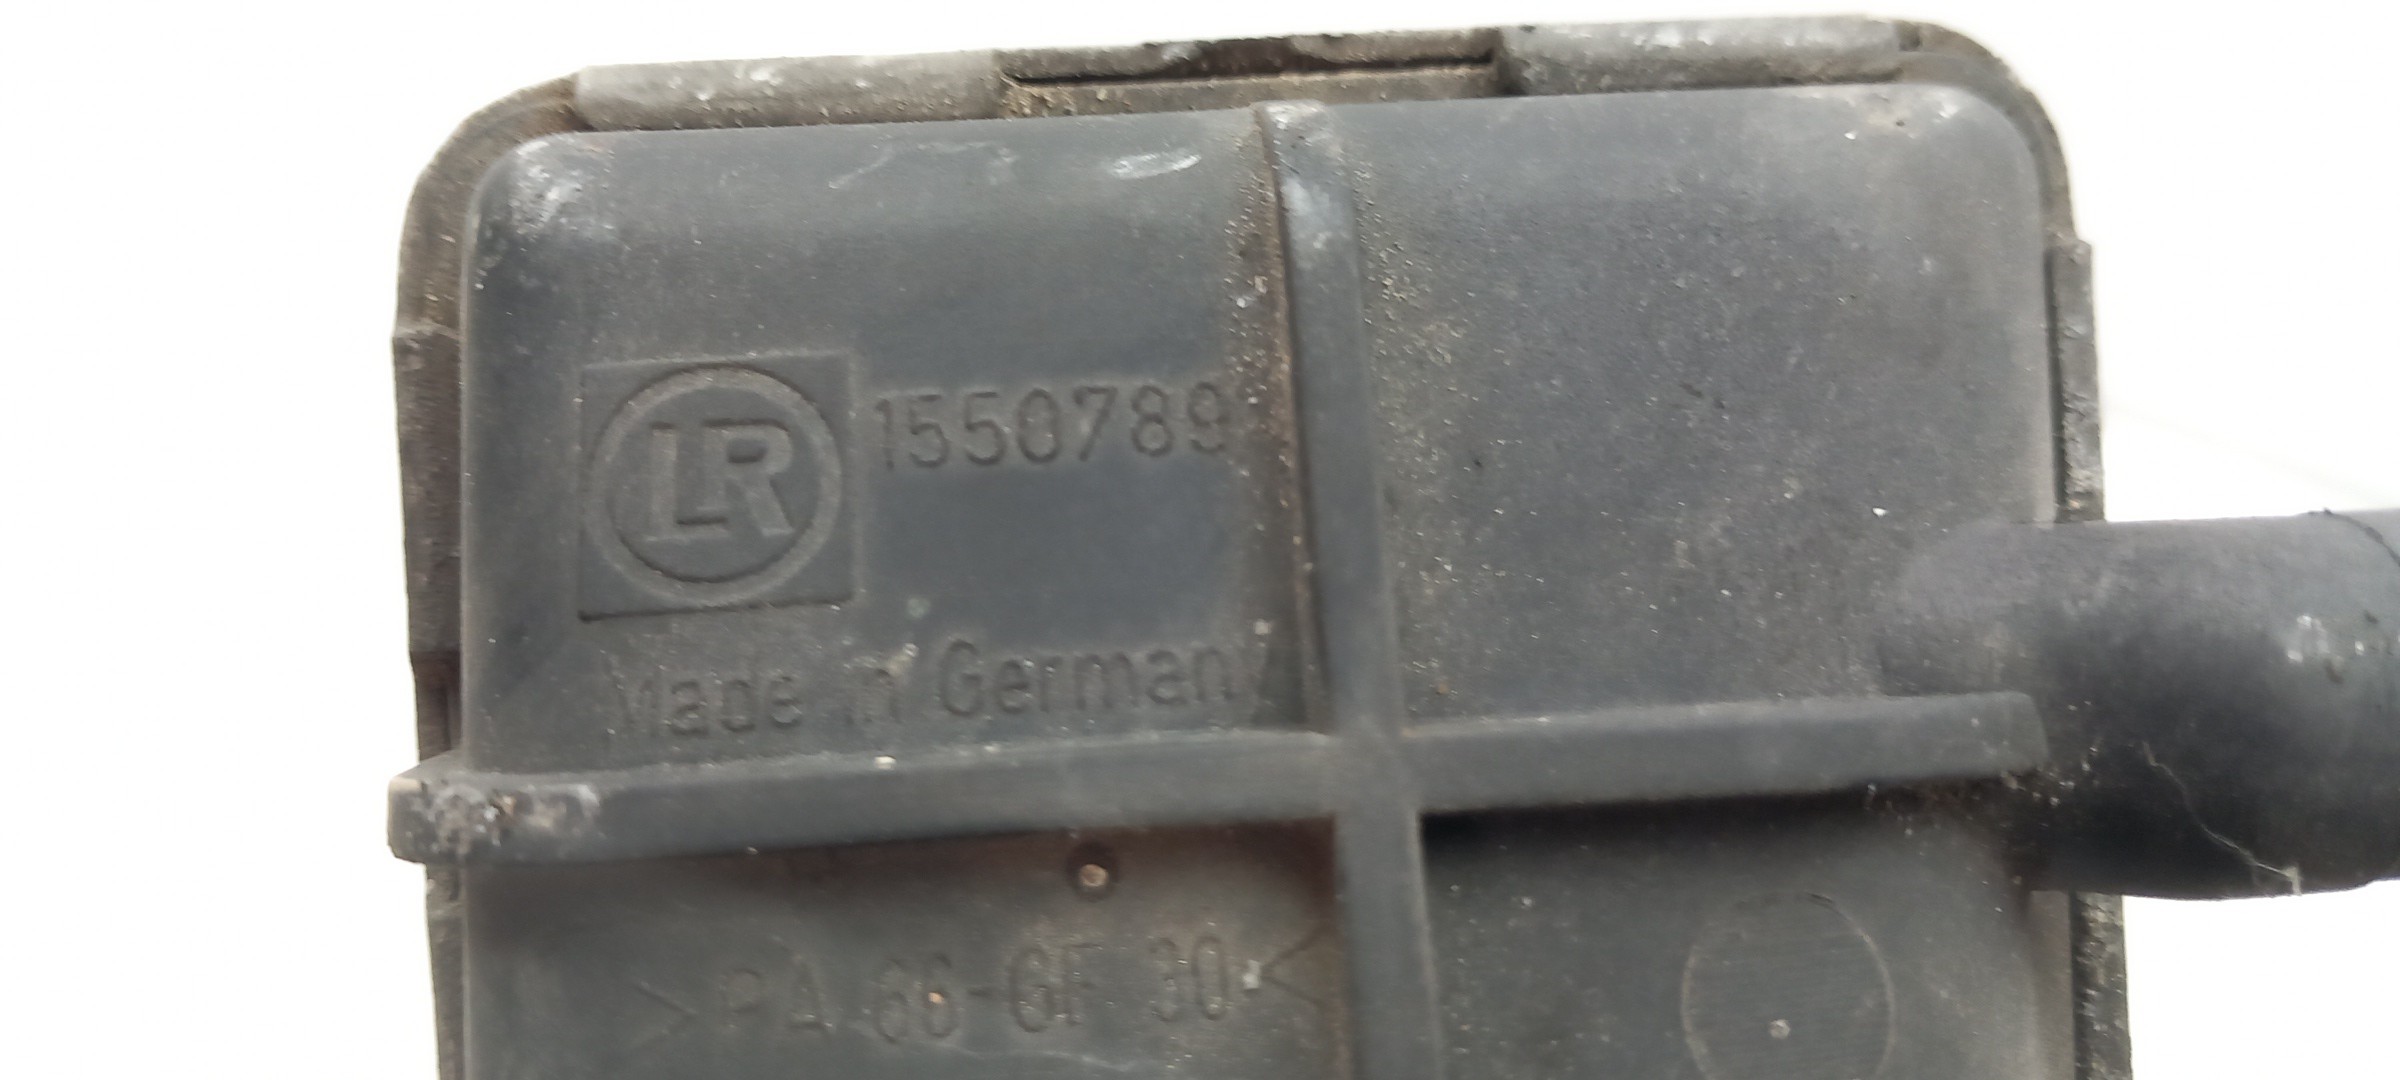 LR 1550789
Made in Germany
>PA 66-GF 30<